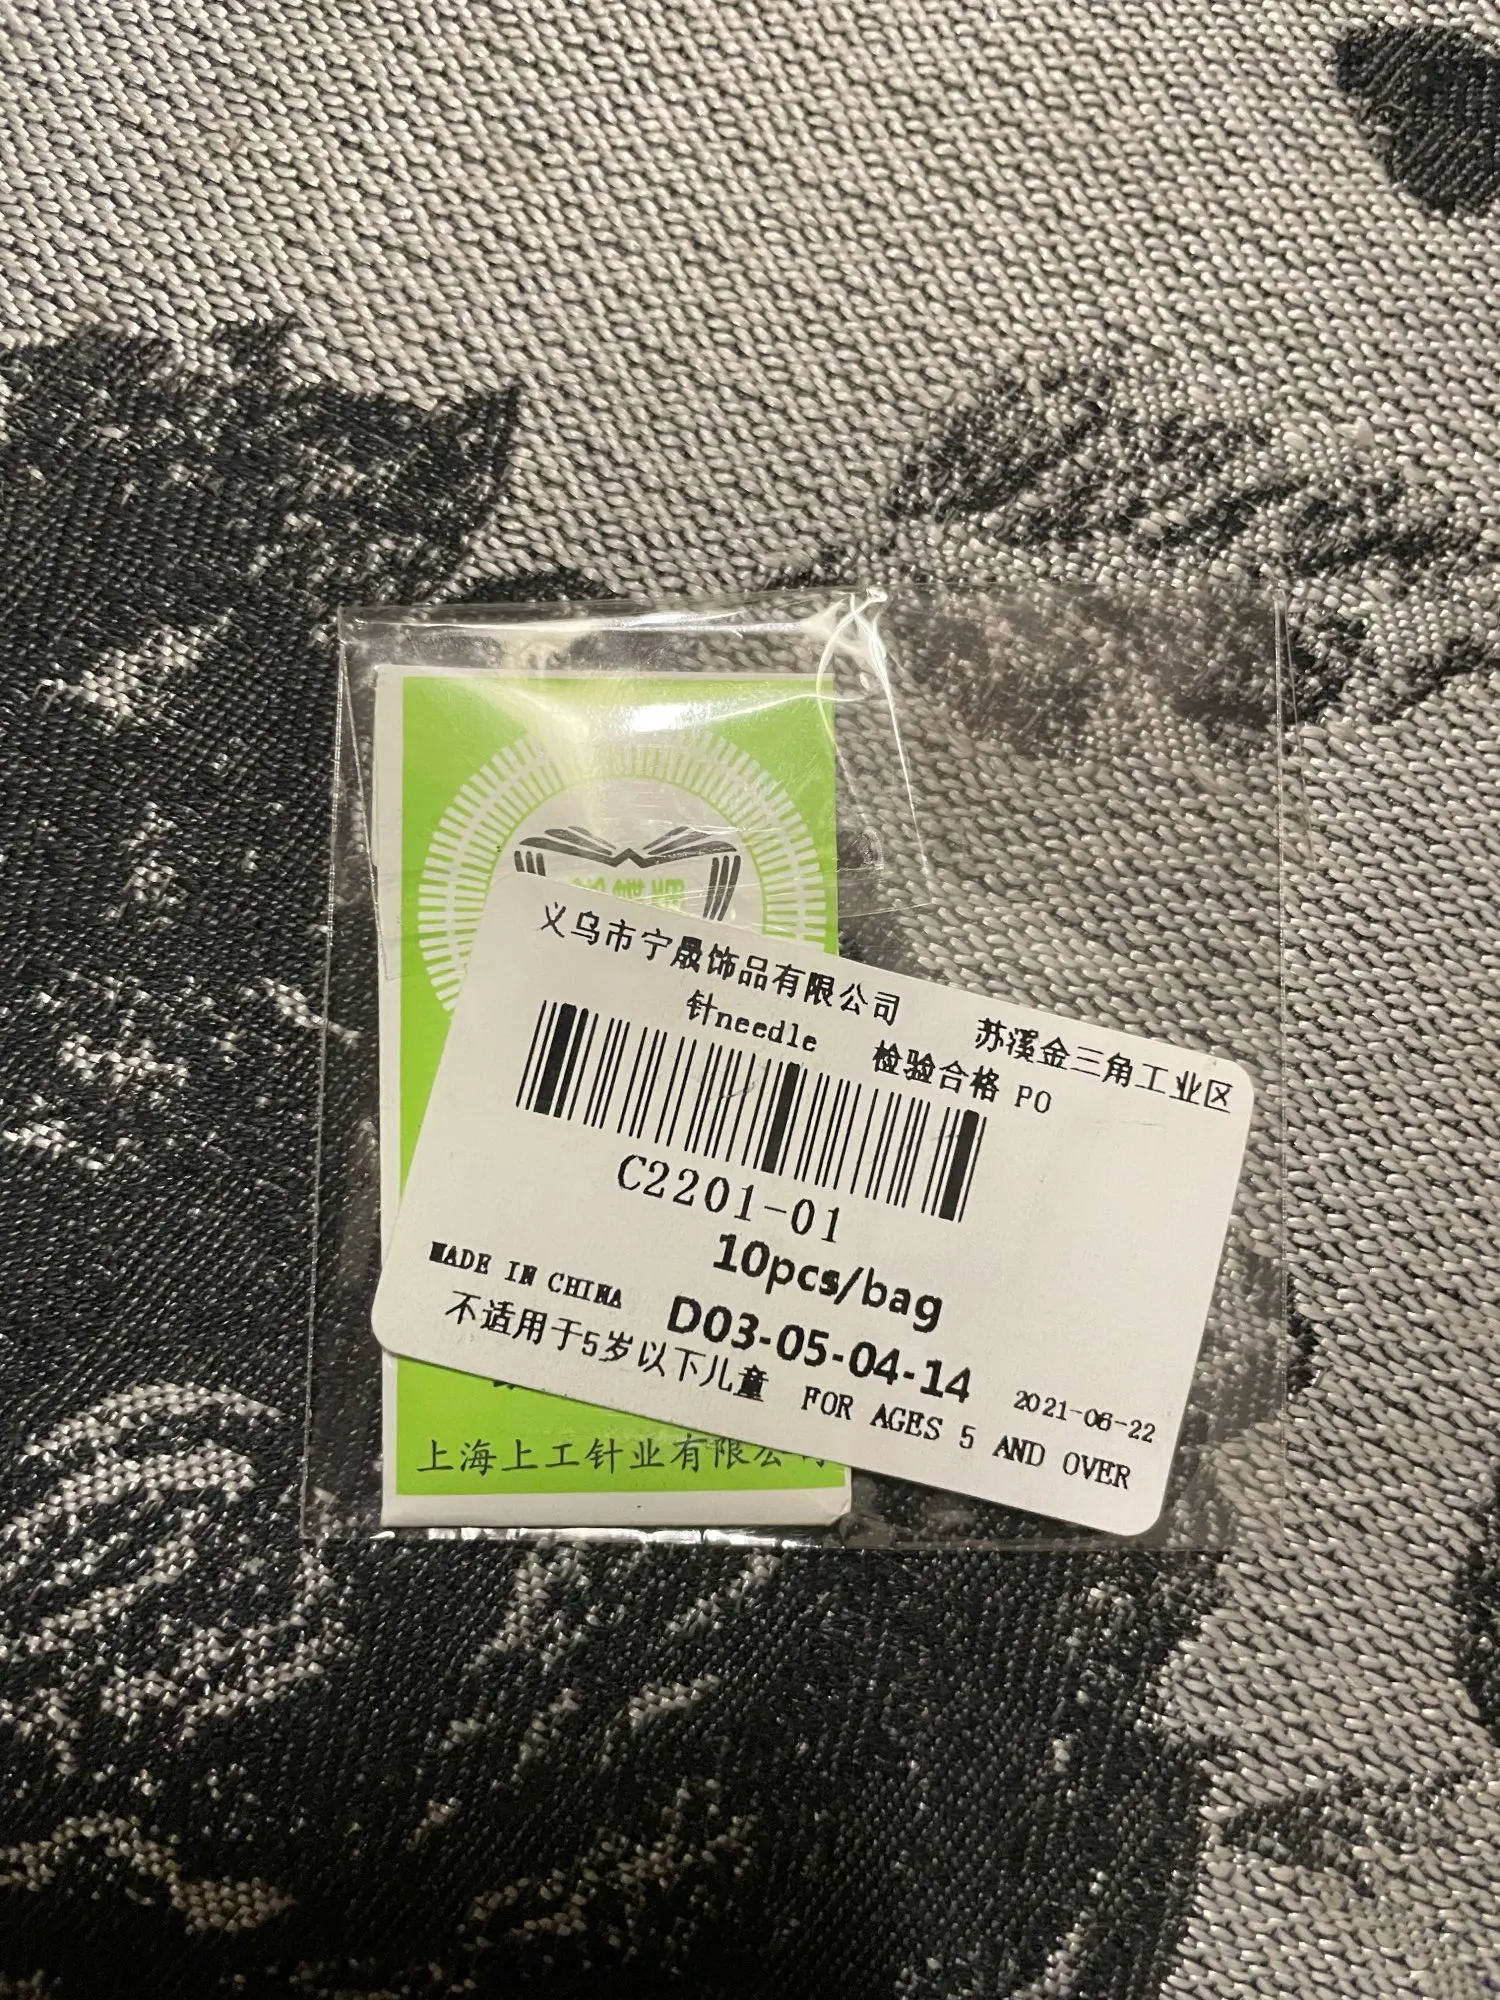 义乌市宁晟饰品有限公司
苏溪金三角工业区
针needle
检验合格 PO
C2201-01
10pcs/bag
MADE IN CHINA
D03-05-04-14
2021-06-22
不适用于5岁以下儿童
FOR AGES 5 AND OVER
上海上工针业有限公司